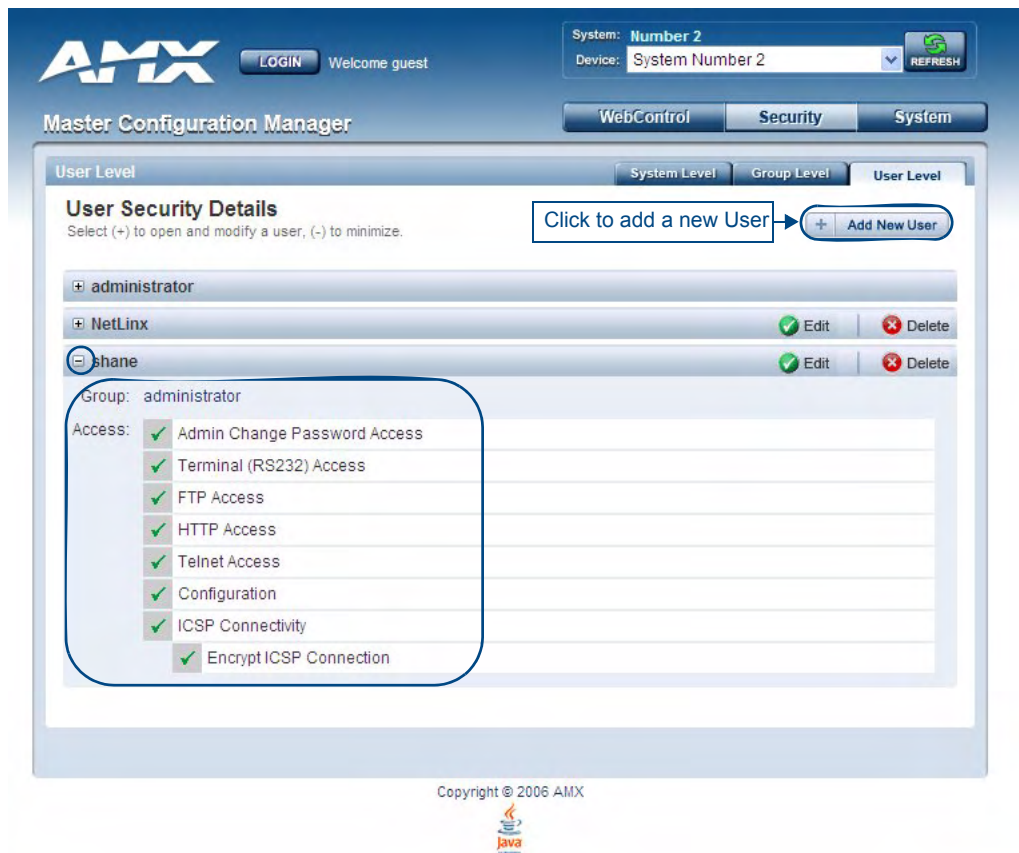 System: Number 2
AMX LOGIN Welcome guest
Device: System Number 2 REFRESH
Master Configuration Manager
WebControl Security System
User Level
System Level Group Level User Level
User Security Details
Select (+) to open and modify a user, (-) to minimize.
Click to add a new User
+ Add New User
administrator
NetLinx Edit Delete
shane Edit Delete
Group: administrator
Access: Admin Change Password Access
Terminal (RS232) Access
FTP Access
HTTP Access
Telnet Access
Configuration
ICSP Connectivity
Encrypt ICSP Connection
Copyright © 2006 AMX
Java